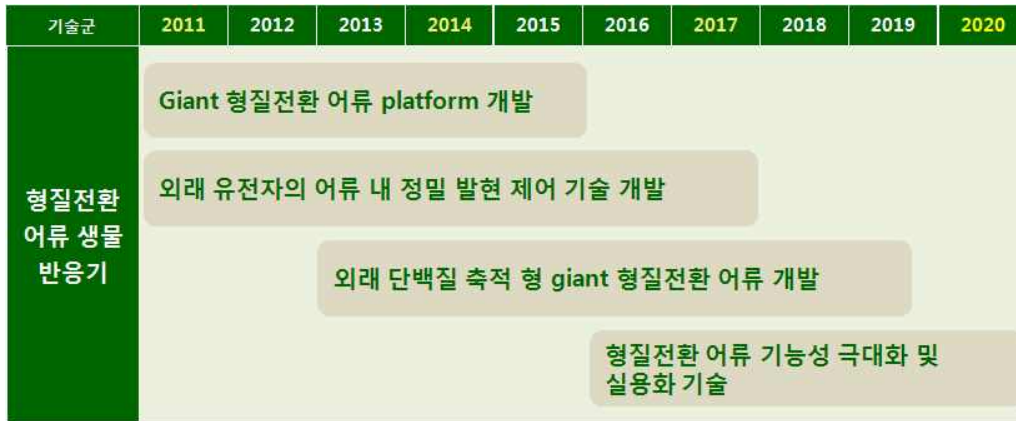 기술군 2011 2012 2013 2014 2015 2016 2017 2018 2019 2020
형질전환
어류 생물
반응기
Giant 형질전환 어류 platform 개발
외래 유전자의 어류 내 정밀 발현 제어 기술 개발
외래 단백질 축적 형 giant 형질전환 어류 개발
형질전환 어류 기능성 극대화 및
실용화 기술